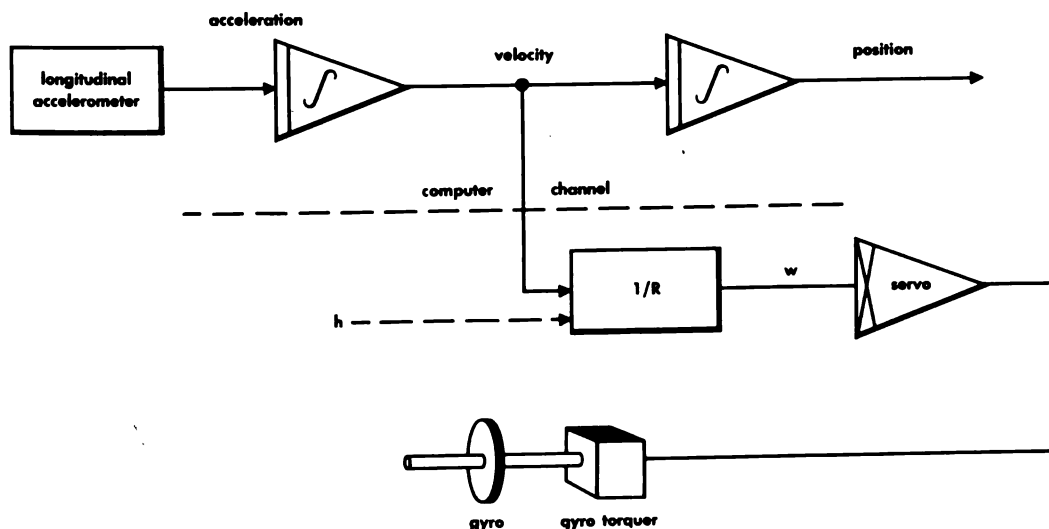 acceleration
longitudinal
accelerometer
∫
velocity
∫
position
computer channel
h
1/R
w
servo
gyro
gyro torquer